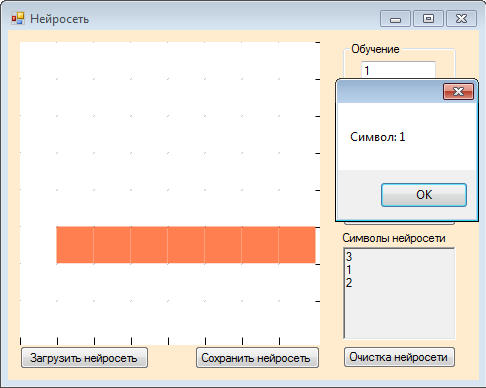 Нейросеть
Обучение
1
Символ: 1
OK
Символы нейросети
3
1
2
Загрузить нейросеть
Сохранить нейросеть
Очистка нейросети